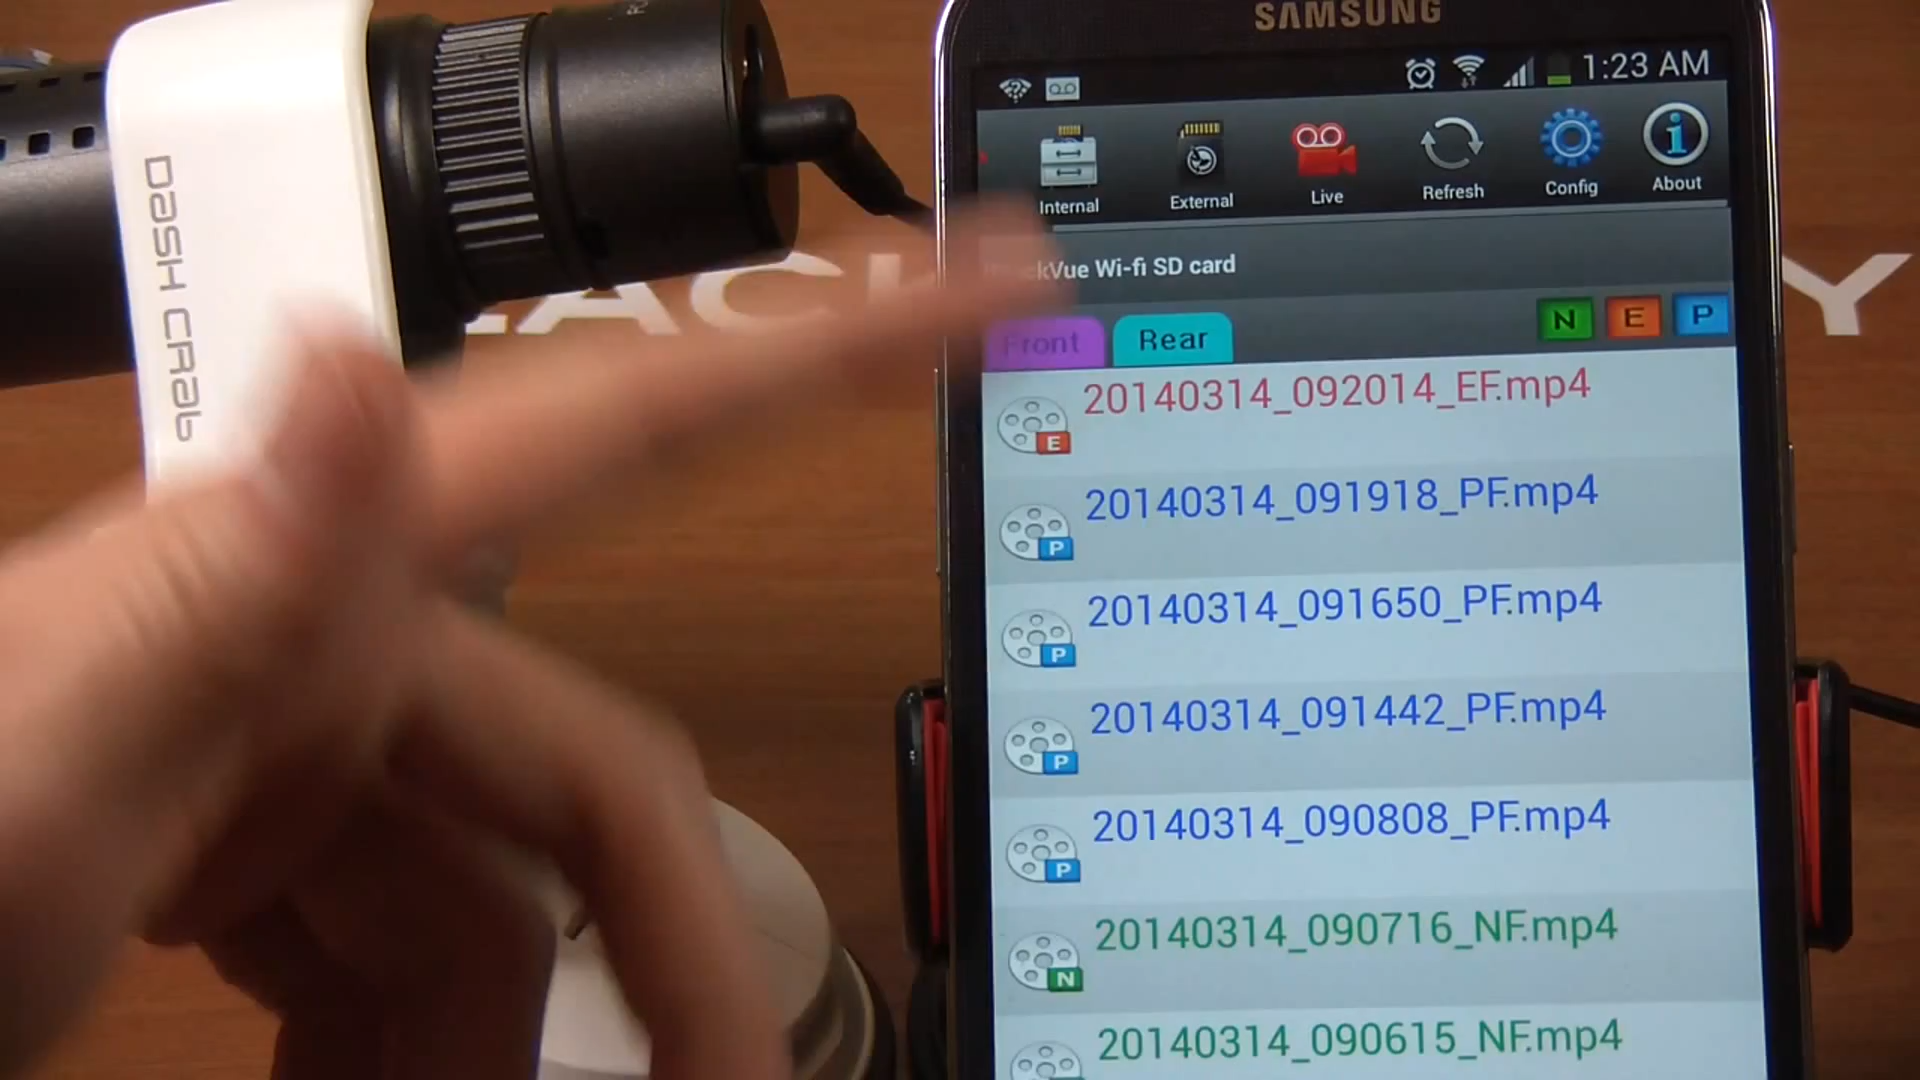 SAMSUNG
1:23 AM
Internal
External
Live
Refresh
Config
About
Wi-fi SD card
Front
Rear
N
E
P
20140314_092014_EF.mp4
E
20140314_091918_PF.mp4
P
20140314_091650_PF.mp4
P
20140314_091442_PF.mp4
P
20140314_090808_PF.mp4
P
20140314_090716_NF.mp4
N
20140314_090615_NF.mp4
DASH CRAB